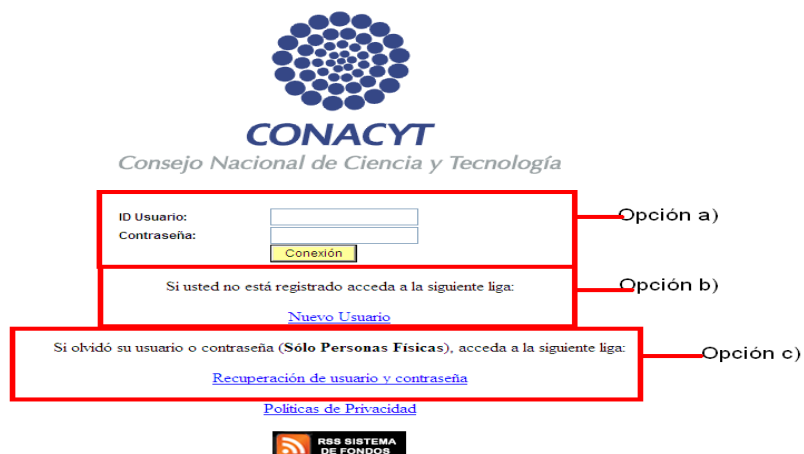 CONACYT
Consejo Nacional de Ciencia y Tecnología
ID Usuario:
Opción a)
Contraseña:
Conexión
Si usted no está registrado acceda a la siguiente liga:
Opción b)
Nuevo Usuario
Si olvidó su usuario o contraseña (Sólo Personas Físicas), acceda a la siguiente liga:
Opción c)
Recuperación de usuario y contraseña
Políticas de Privacidad
RSS SISTEMA
DE FONDOS